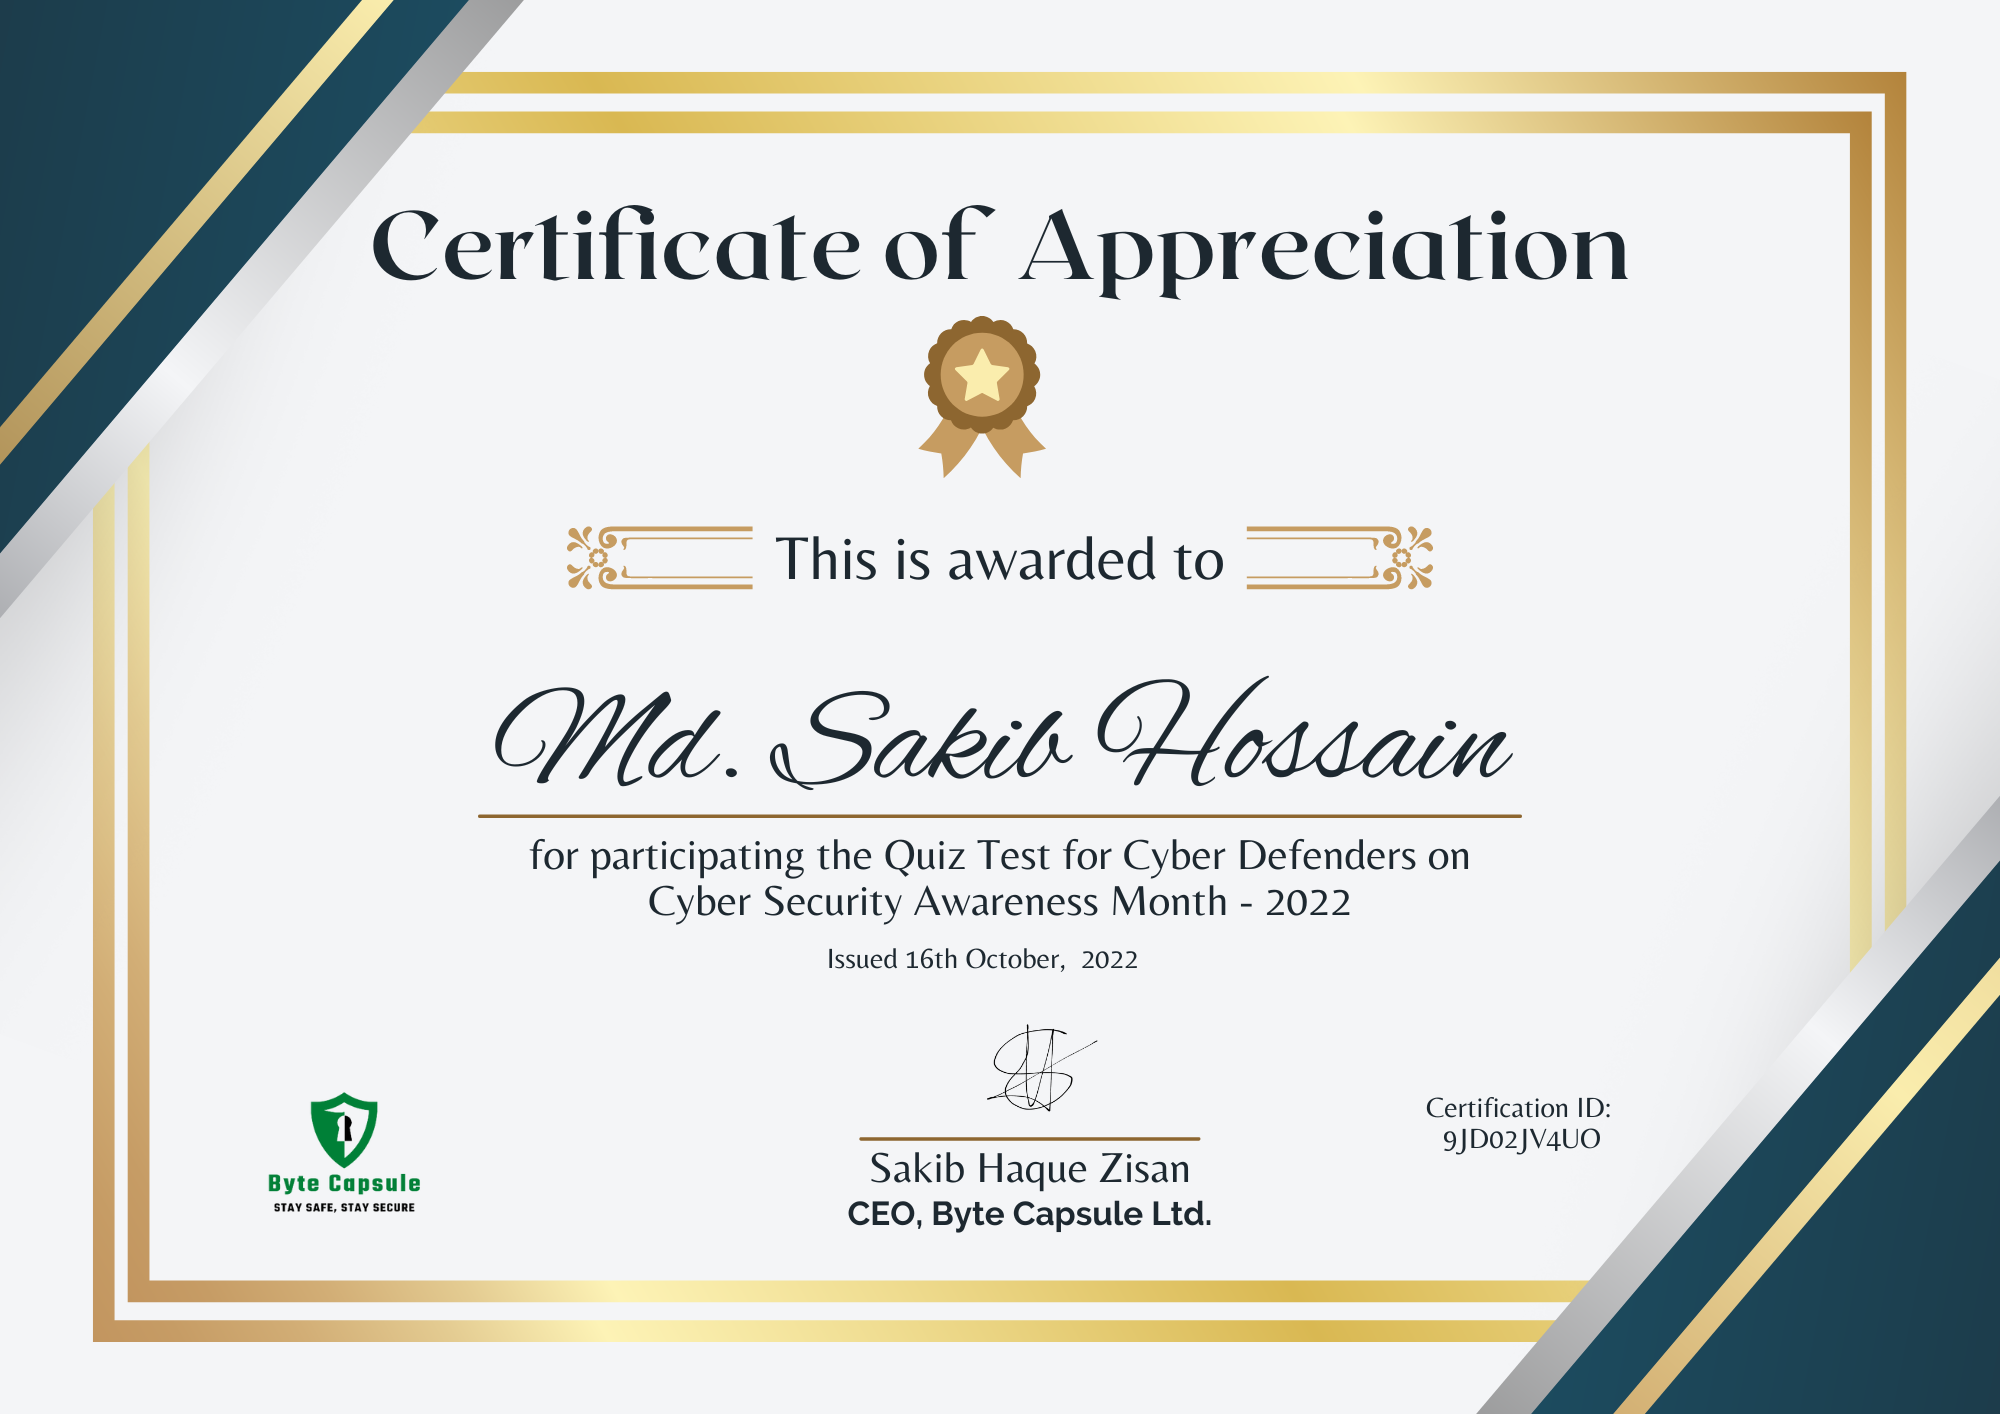 Certificate of Appreciation
This is awarded to
Md. Sakib Hossain
for participating the Quiz Test for Cyber Defenders on
Cyber Security Awareness Month - 2022
Issued 16th October, 2022
Byte Capsule
STAY SAFE, STAY SECURE
Sakib Haque Zisan
CEO, Byte Capsule Ltd.
Certification ID:
9JD02JV4UO